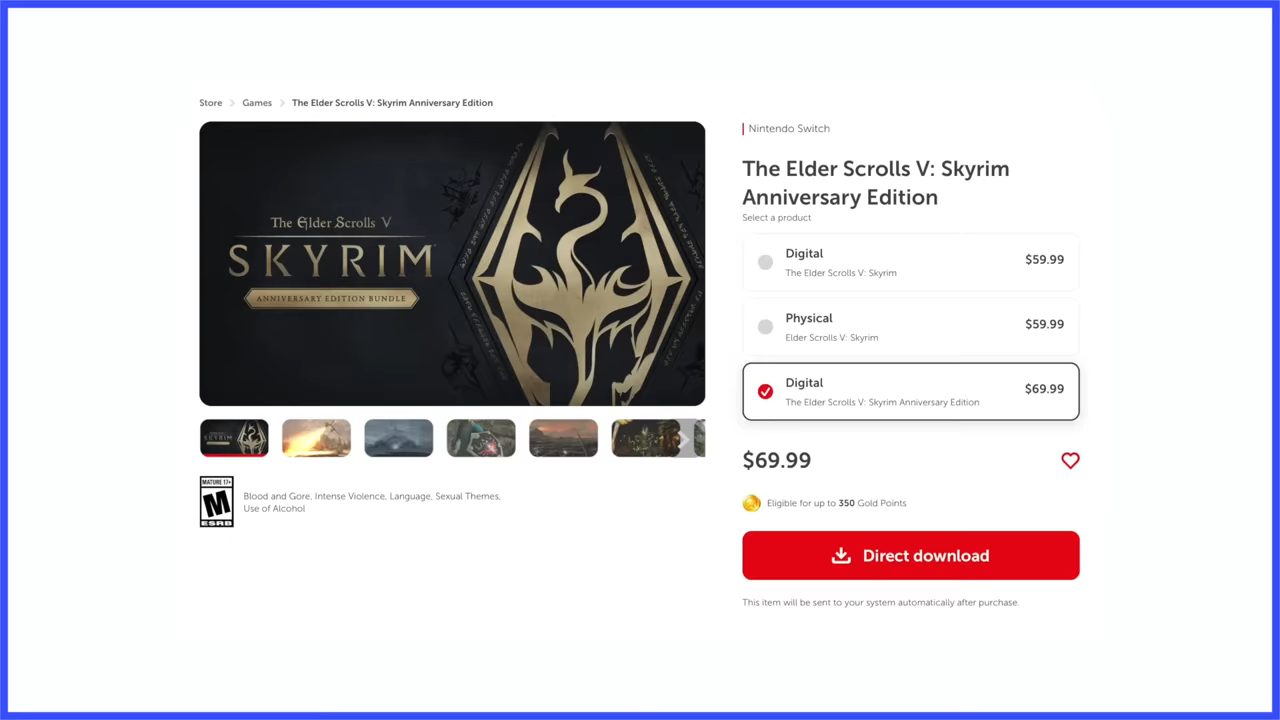 Store
Games
The Elder Scrolls V: Skyrim Anniversary Edition
The Elder Scrolls V
SKYRIM
ANNIVERSARY EDITION BUNDLE
MATURE 17+
M
ESRB
Blood and Gore, Intense Violence, Language, Sexual Themes,
Use of Alcohol
Nintendo Switch
The Elder Scrolls V: Skyrim
Anniversary Edition
Select a product
Digital
$59.99
The Elder Scrolls V: Skyrim
Physical
$59.99
Elder Scrolls V: Skyrim
Digital
$69.99
The Elder Scrolls V: Skyrim Anniversary Edition
$69.99
Eligible for up to 350 Gold Points
Direct download
This item will be sent to your system automatically after purchase.